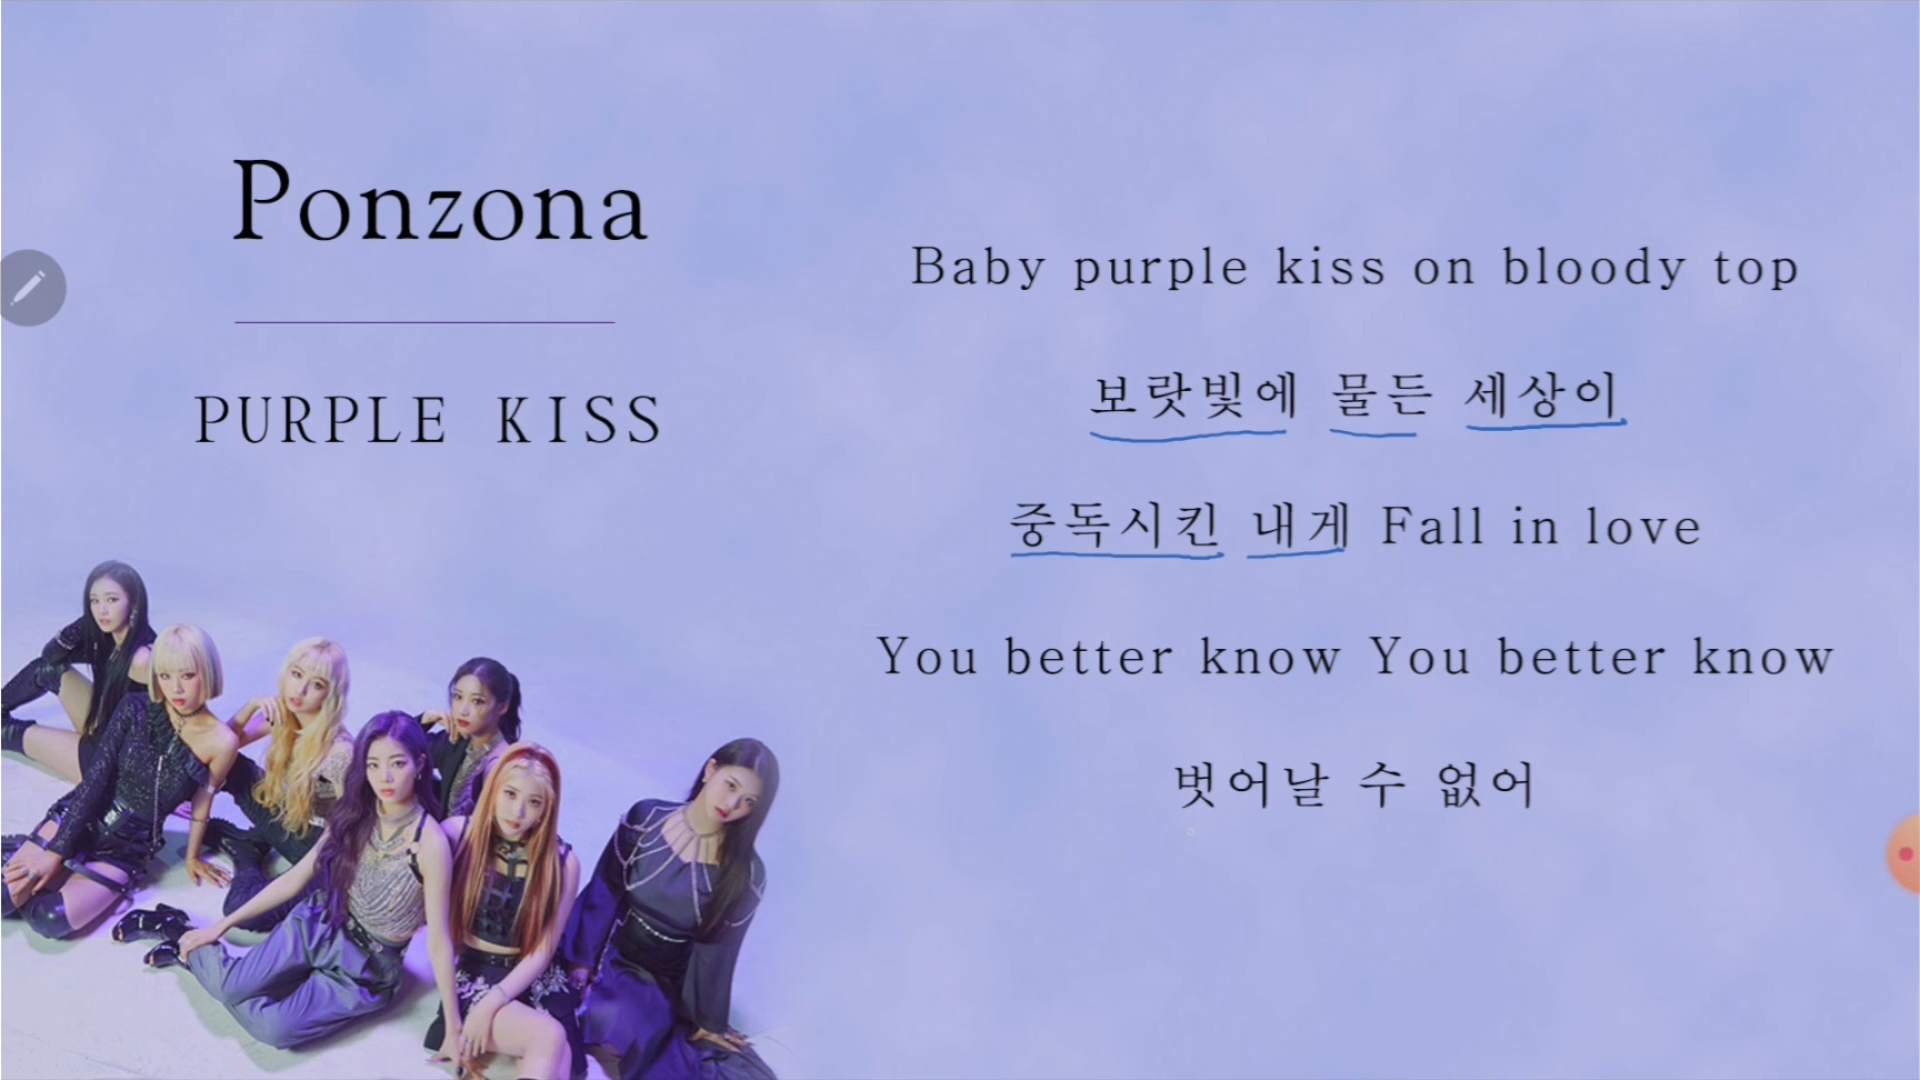 Ponzona
PURPLE KISS
Baby purple kiss on bloody top
보랏빛에 물든 세상이
중독시킨 내게 Fall in love
You better know You better know
벗어날 수 없어